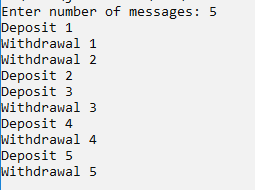 Enter number of messages: 5
Deposit 1
Withdrawal 1
Withdrawal 2
Deposit 2
Deposit 3
Withdrawal 3
Deposit 4
Withdrawal 4
Deposit 5
Withdrawal 5